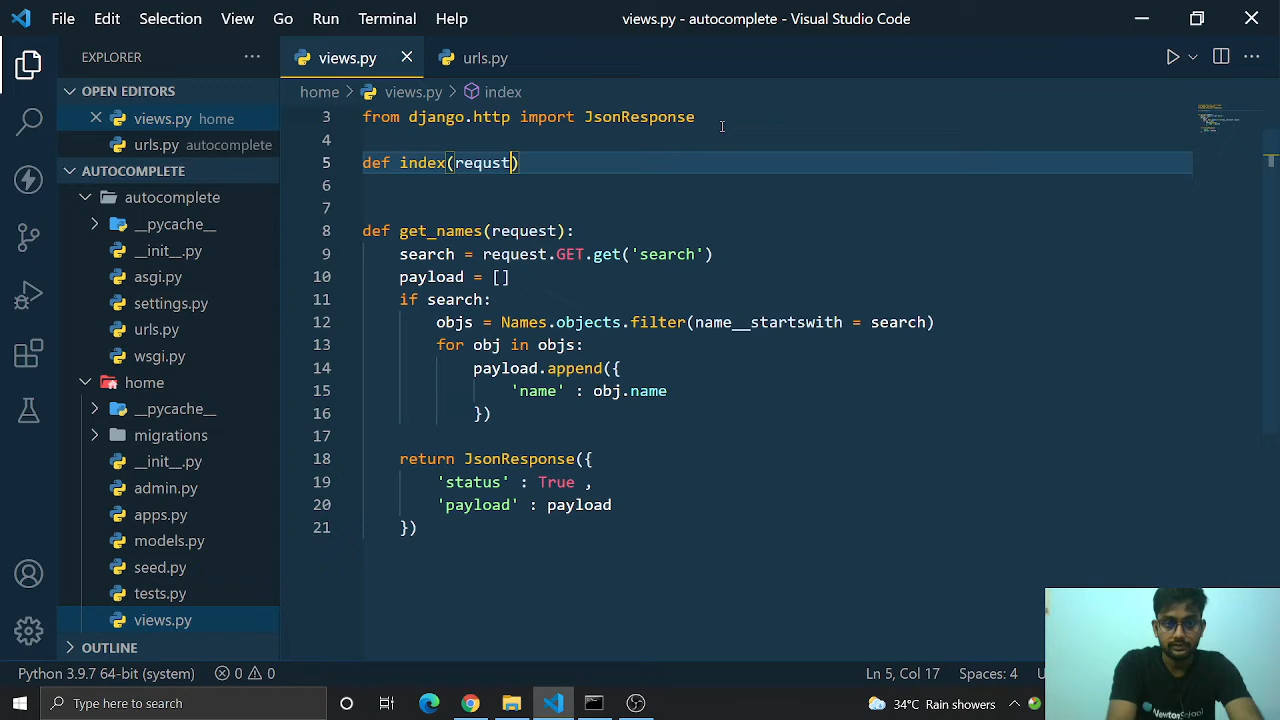 File Edit Selection View Go Run Terminal Help views.py - autocomplete - Visual Studio Code
EXPLORER
OPEN EDITORS
views.py home
urls.py autocomplete
AUTOCOMPLETE
autocomplete
__pycache__
__init__.py
asgi.py
settings.py
urls.py
wsgi.py
home
__pycache__
migrations
__init__.py
admin.py
apps.py
models.py
seed.py
tests.py
views.py
OUTLINE
views.py urls.py
home > views.py > index
3 from django.http import JsonResponse
4
5 def index(requst)
6
7
8 def get_names(request):
9 search = request.GET.get('search')
10 payload = []
11 if search:
12 objs = Names.objects.filter(name__startswith = search)
13 for obj in objs:
14 payload.append({
15 'name' : obj.name
16 })
17
18 return JsonResponse({
19 'status' : True ,
20 'payload' : payload
21 })
Python 3.9.7 64-bit (system) 0 0 Ln 5, Col 17 Spaces: 4
Type here to search 34°C Rain showers